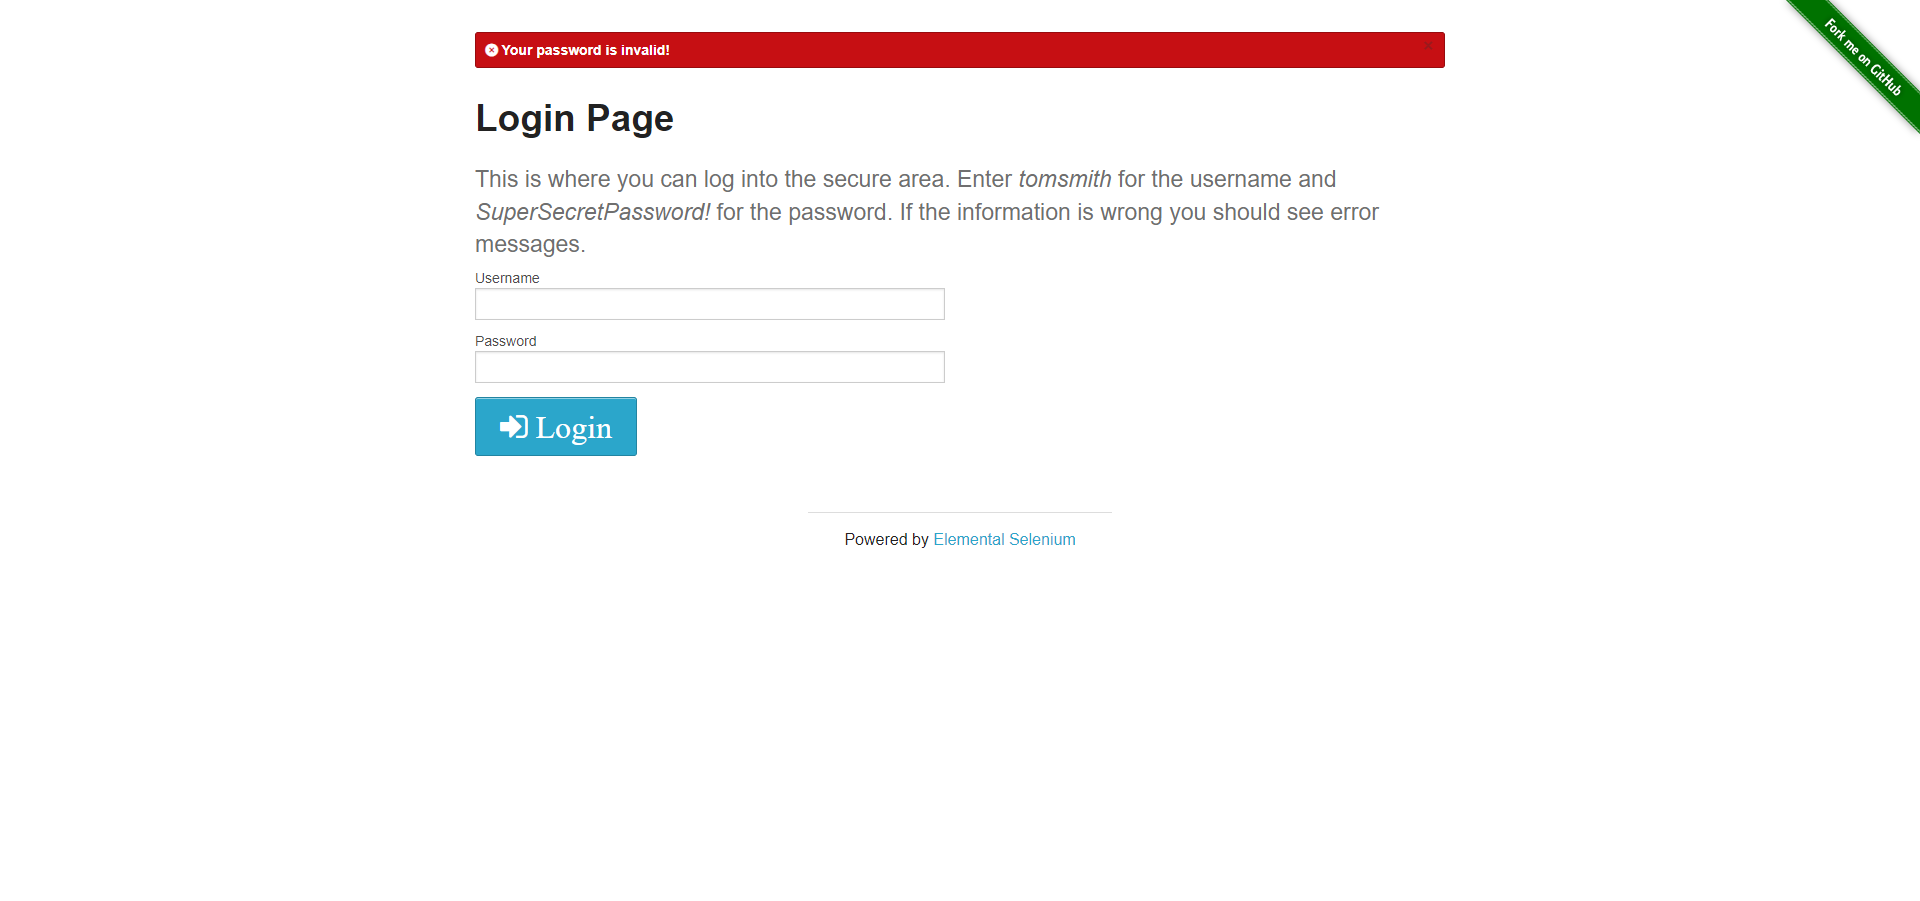 Your password is invalid!
×
Fork me on GitHub
Login Page
This is where you can log into the secure area. Enter tomsmith for the username and
SuperSecretPassword! for the password. If the information is wrong you should see error
messages.
Username
Password
Login
Powered by Elemental Selenium